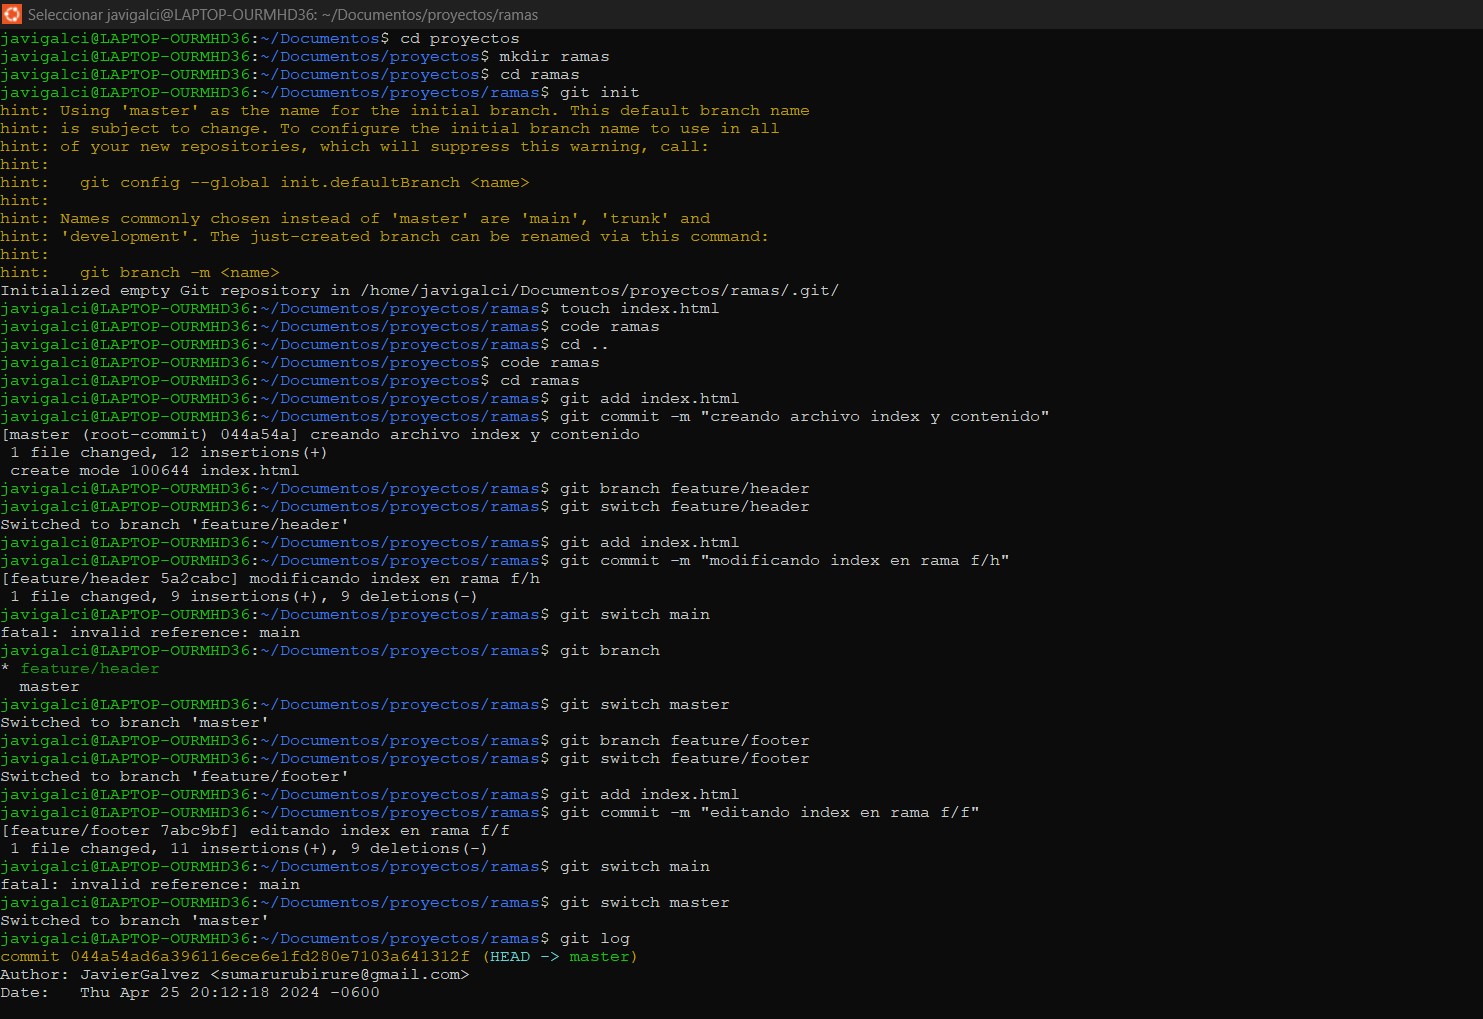 Seleccionar javigalci@LAPTOP-OURMHD36: ~/Documentos/proyectos/ramas
javigalci@LAPTOP-OURMHD36:~/Documentos$ cd proyectos
javigalci@LAPTOP-OURMHD36:~/Documentos/proyectos$ mkdir ramas
javigalci@LAPTOP-OURMHD36:~/Documentos/proyectos$ cd ramas
javigalci@LAPTOP-OURMHD36:~/Documentos/proyectos/ramas$ git init
hint: Using 'master' as the name for the initial branch. This default branch name
hint: is subject to change. To configure the initial branch name to use in all
hint: of your new repositories, which will suppress this warning, call:
hint:
hint:   git config --global init.defaultBranch <name>
hint:
hint: Names commonly chosen instead of 'master' are 'main', 'trunk' and
hint: 'development'. The just-created branch can be renamed via this command:
hint:
hint:   git branch -m <name>
Initialized empty Git repository in /home/javigalci/Documentos/proyectos/ramas/.git/
javigalci@LAPTOP-OURMHD36:~/Documentos/proyectos/ramas$ touch index.html
javigalci@LAPTOP-OURMHD36:~/Documentos/proyectos/ramas$ code ramas
javigalci@LAPTOP-OURMHD36:~/Documentos/proyectos/ramas$ cd ..
javigalci@LAPTOP-OURMHD36:~/Documentos/proyectos$ code ramas
javigalci@LAPTOP-OURMHD36:~/Documentos/proyectos$ cd ramas
javigalci@LAPTOP-OURMHD36:~/Documentos/proyectos/ramas$ git add index.html
javigalci@LAPTOP-OURMHD36:~/Documentos/proyectos/ramas$ git commit -m "creando archivo index y contenido"
[master (root-commit) 044a54a] creando archivo index y contenido
 1 file changed, 12 insertions(+)
 create mode 100644 index.html
javigalci@LAPTOP-OURMHD36:~/Documentos/proyectos/ramas$ git branch feature/header
javigalci@LAPTOP-OURMHD36:~/Documentos/proyectos/ramas$ git switch feature/header
Switched to branch 'feature/header'
javigalci@LAPTOP-OURMHD36:~/Documentos/proyectos/ramas$ git add index.html
javigalci@LAPTOP-OURMHD36:~/Documentos/proyectos/ramas$ git commit -m "modificando index en rama f/h"
[feature/header 5a2cabc] modificando index en rama f/h
 1 file changed, 9 insertions(+), 9 deletions(-)
javigalci@LAPTOP-OURMHD36:~/Documentos/proyectos/ramas$ git switch main
fatal: invalid reference: main
javigalci@LAPTOP-OURMHD36:~/Documentos/proyectos/ramas$ git branch
* feature/header
  master
javigalci@LAPTOP-OURMHD36:~/Documentos/proyectos/ramas$ git switch master
Switched to branch 'master'
javigalci@LAPTOP-OURMHD36:~/Documentos/proyectos/ramas$ git branch feature/footer
javigalci@LAPTOP-OURMHD36:~/Documentos/proyectos/ramas$ git switch feature/footer
Switched to branch 'feature/footer'
javigalci@LAPTOP-OURMHD36:~/Documentos/proyectos/ramas$ git add index.html
javigalci@LAPTOP-OURMHD36:~/Documentos/proyectos/ramas$ git commit -m "editando index en rama f/f"
[feature/footer 7abc9bf] editando index en rama f/f
 1 file changed, 11 insertions(+), 9 deletions(-)
javigalci@LAPTOP-OURMHD36:~/Documentos/proyectos/ramas$ git switch main
fatal: invalid reference: main
javigalci@LAPTOP-OURMHD36:~/Documentos/proyectos/ramas$ git switch master
Switched to branch 'master'
javigalci@LAPTOP-OURMHD36:~/Documentos/proyectos/ramas$ git log
commit 044a54ad6a396116ece6e1fd280e7103a641312f (HEAD -> master)
Author: JavierGalvez <sumarurubirure@gmail.com>
Date:   Thu Apr 25 20:12:18 2024 -0600